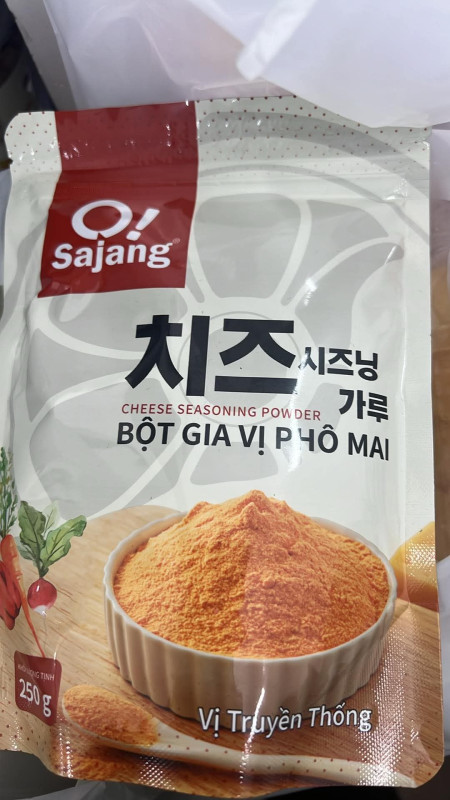 O!
Sajang
치즈 시즈닝
가루
CHEESE SEASONING POWDER
BỘT GIA VỊ PHÔ MAI
250 g
Vị Truyền Thống